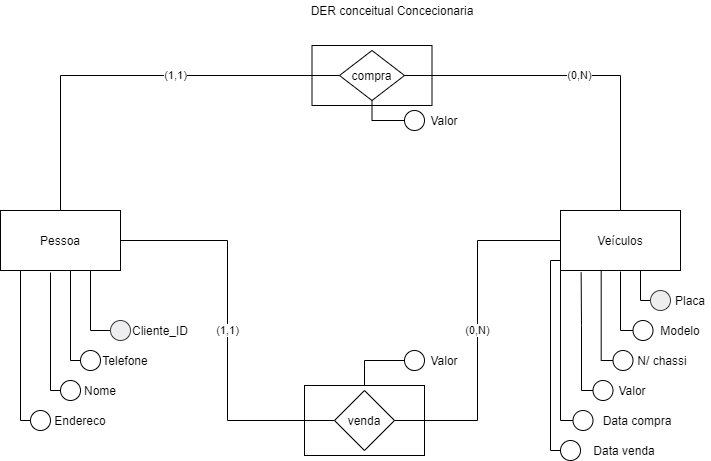 DER conceitual Concecionaria
(1,1)
compra
(0,N)
Valor
Pessoa
Veículos
Cliente_ID
Telefone
Nome
Endereco
(1,1)
(0,N)
Valor
venda
Placa
Modelo
N/ chassi
Valor
Data compra
Data venda